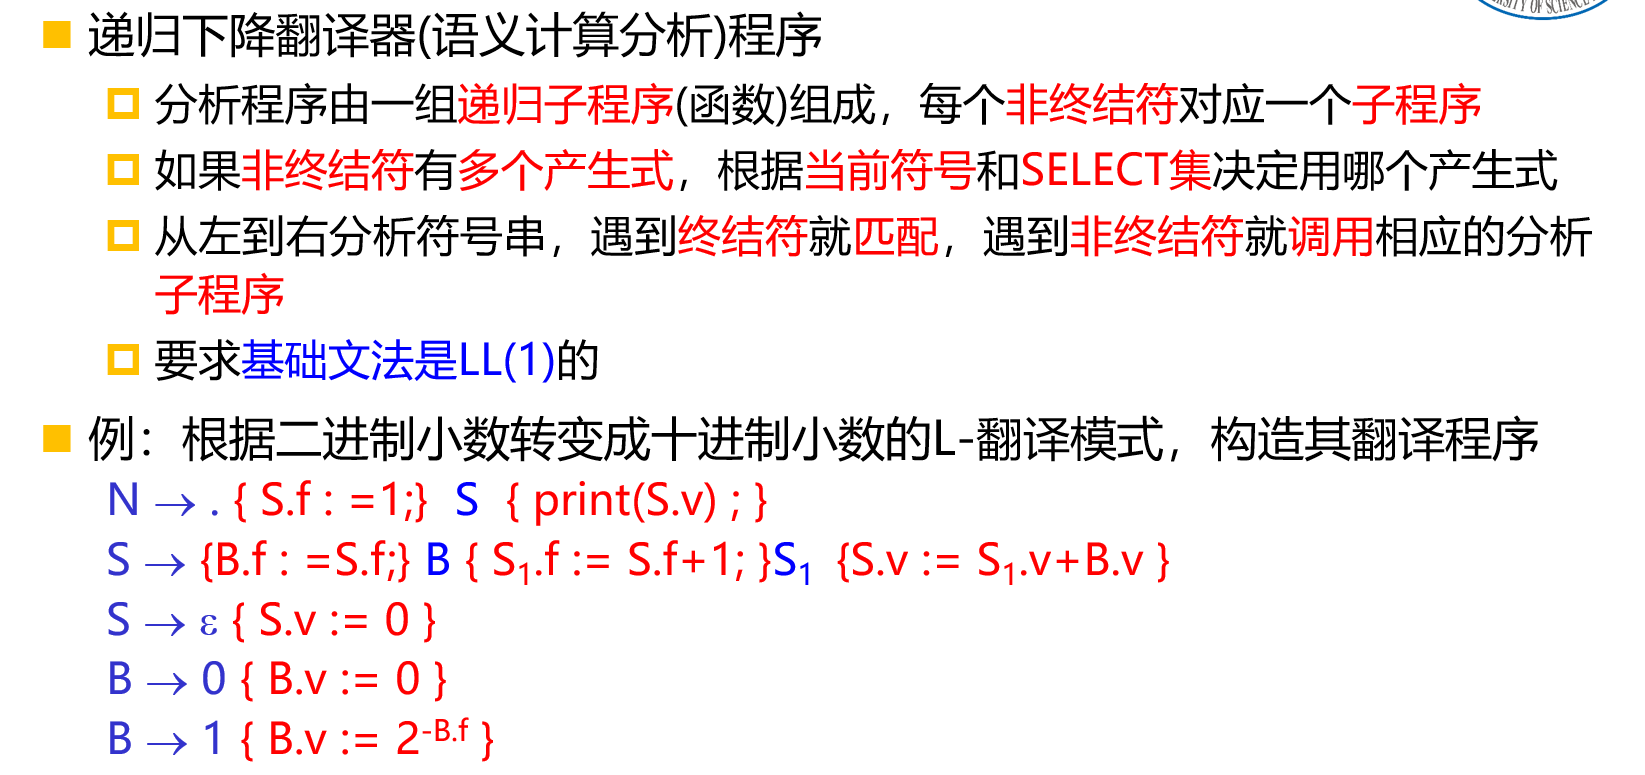 UNIVERSITY OF SCIENCE
递归下降翻译器(语义计算分析)程序
分析程序由一组递归子程序(函数)组成，每个非终结符对应一个子程序
如果非终结符有多个产生式，根据当前符号和SELECT集决定用哪个产生式
从左到右分析符号串，遇到终结符就匹配，遇到非终结符就调用相应的分析
子程序
要求基础文法是LL(1)的
例：根据二进制小数转变成十进制小数的L-翻译模式，构造其翻译程序
N → . { S.f : =1;} S { print(S.v) ; }
S → {B.f : =S.f;} B { S₁.f := S.f+1; }S₁ {S.v := S₁.v+B.v }
S → ε { S.v := 0 }
B → 0 { B.v := 0 }
B → 1 { B.v := 2^-B.f }